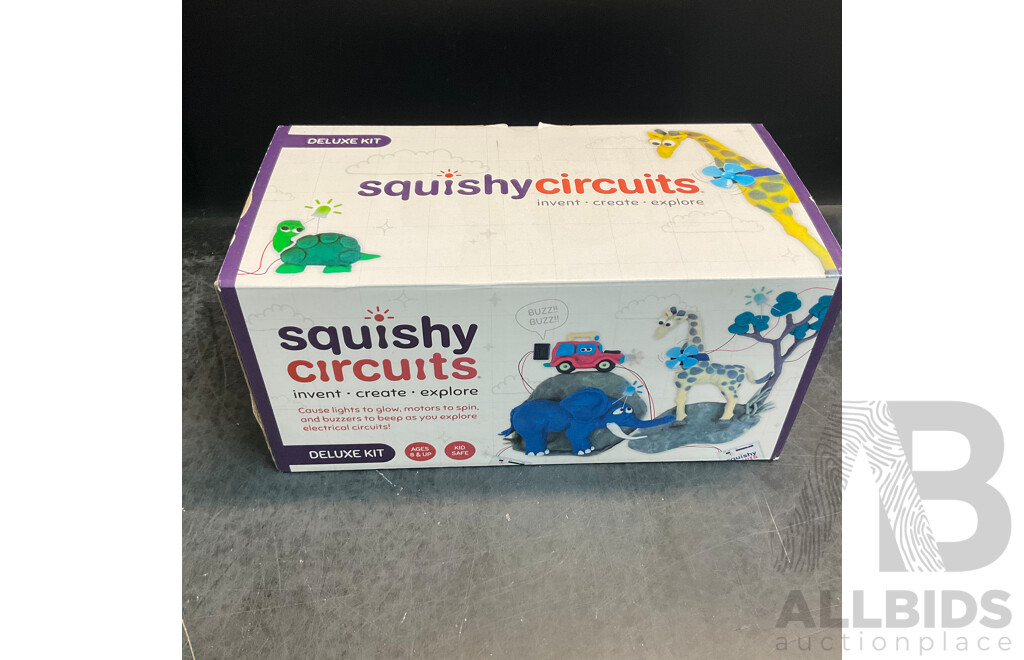 DELUXE KIT
squishycircuits
invent · create · explore
squishy
circuits
invent · create · explore
Cause lights to glow, motors to spin,
and buzzers to beep as you explore
electrical circuits!
DELUXE KIT
AGES
8 & UP
KID
SAFE
BUZZ!!
BUZZ!!
squishy
AB
ALLBIDS
auctionplace